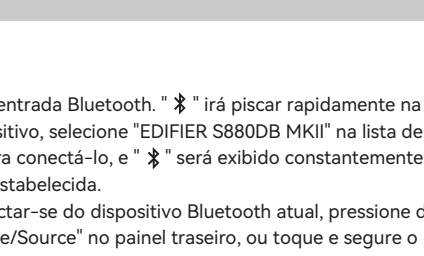 entrada Bluetooth. " " irá piscar rapidamente na
sitivo, selecione "EDIFIER S880DB MKII" na lista de
ra conectá-lo, e " " será exibido constantemente
stabelecida.
ctar-se do dispositivo Bluetooth atual, pressione
e/Source" no painel traseiro, ou toque e segure o